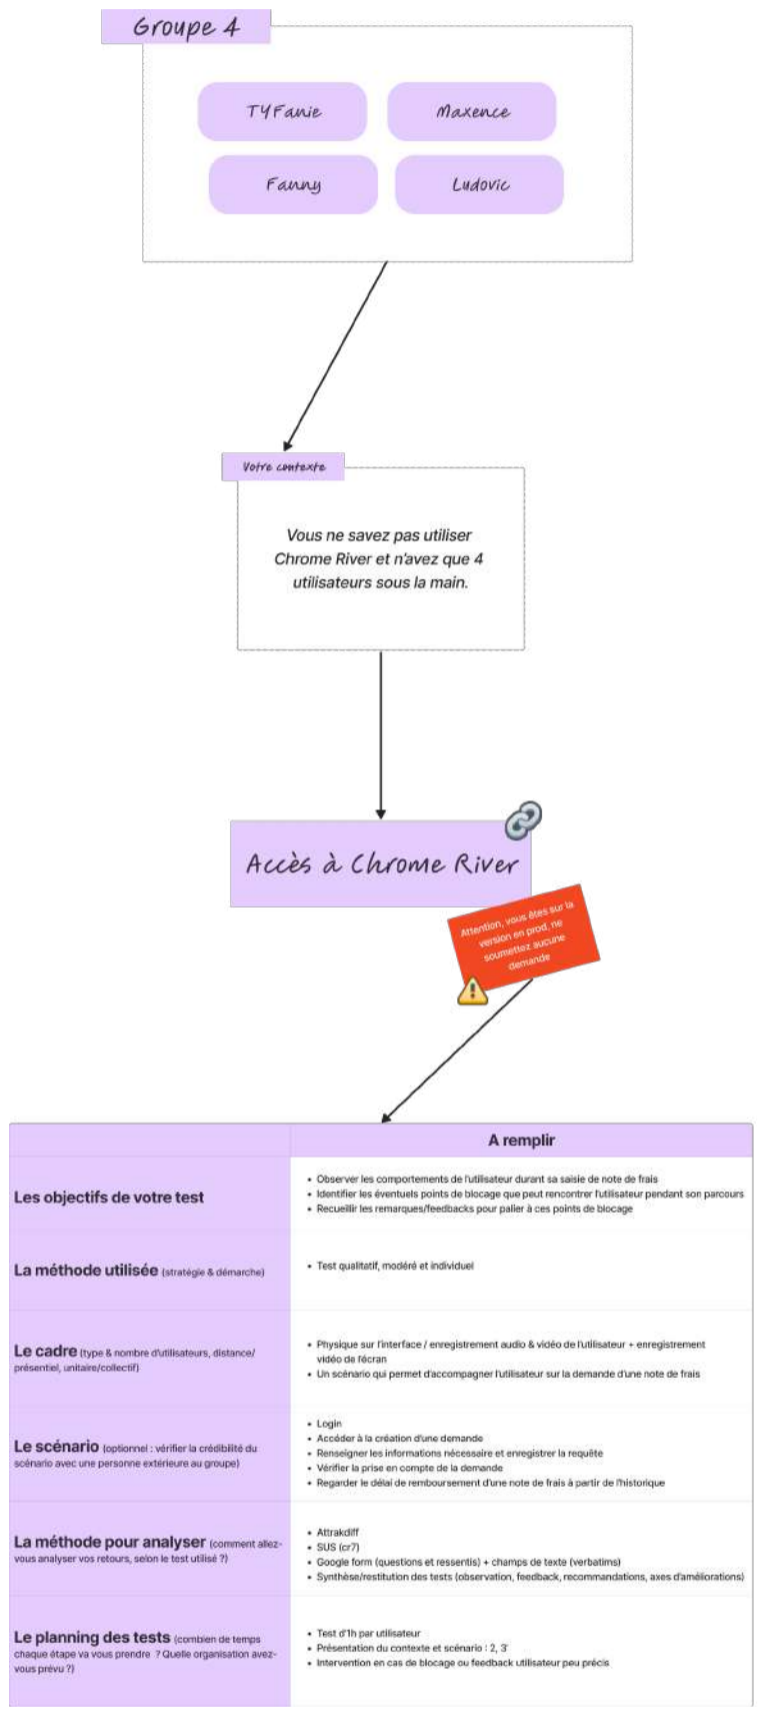 Groupe 4
TYFanie
Maxence
Fanny
Ludovic
Votre contexte
Vous ne savez pas utiliser
Chrome River et n'avez que 4
utilisateurs sous la main.
Accès à Chrome River
Attention, vous êtes sur la
version en prod, ne
soumettez aucune
demande
A remplir
Les objectifs de votre test
• Observer les comportements de l'utilisateur durant sa saisie de note de frais
• Identifier les éventuels points de blocage que peut rencontrer l'utilisateur pendant son parcours
• Recueillir les remarques/feedbacks pour palier à ces points de blocage
La méthode utilisée (stratégie & démarche)
• Test qualitatif, modéré et individuel
Le cadre (type & nombre d'utilisateurs, distance/
présentiel, unitaire/collectif)
• Physique sur l'interface / enregistrement audio & vidéo de l'utilisateur + enregistrement
vidéo de l'écran
• Un scénario qui permet d'accompagner l'utilisateur sur la demande d'une note de frais
Le scénario (optionnel : vérifier la crédibilité du
scénario avec une personne extérieure au groupe)
• Login
• Accéder à la création d'une demande
• Renseigner les informations nécessaire et enregistrer la requête
• Vérifier la prise en compte de la demande
• Regarder le délai de remboursement d'une note de frais à partir de l'historique
La méthode pour analyser (comment allez-
vous analyser vos retours, selon le test utilisé ?)
• Attrakdiff
• SUS (cr7)
• Google form (questions et ressentis) + champs de texte (verbatims)
• Synthèse/restitution des tests (observation, feedback, recommandations, axes d'améliorations)
Le planning des tests (combien de temps
chaque étape va vous prendre ? Quelle organisation avez-
vous prévu ?)
• Test d'1h par utilisateur
• Présentation du contexte et scénario : 2, 3'
• Intervention en cas de blocage ou feedback utilisateur peu précis